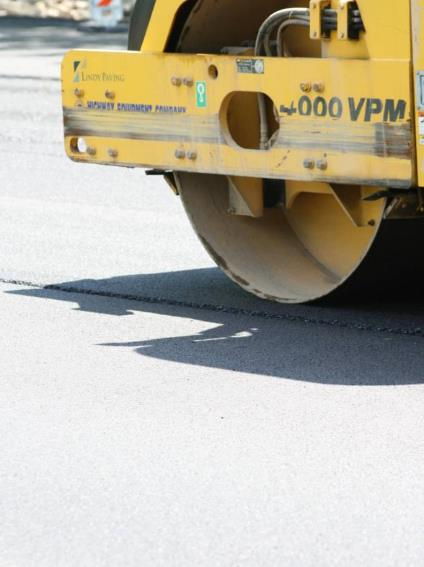 LINDY PAVING
HIGHWAY EQUIPMENT COMPANY
4000 VPM